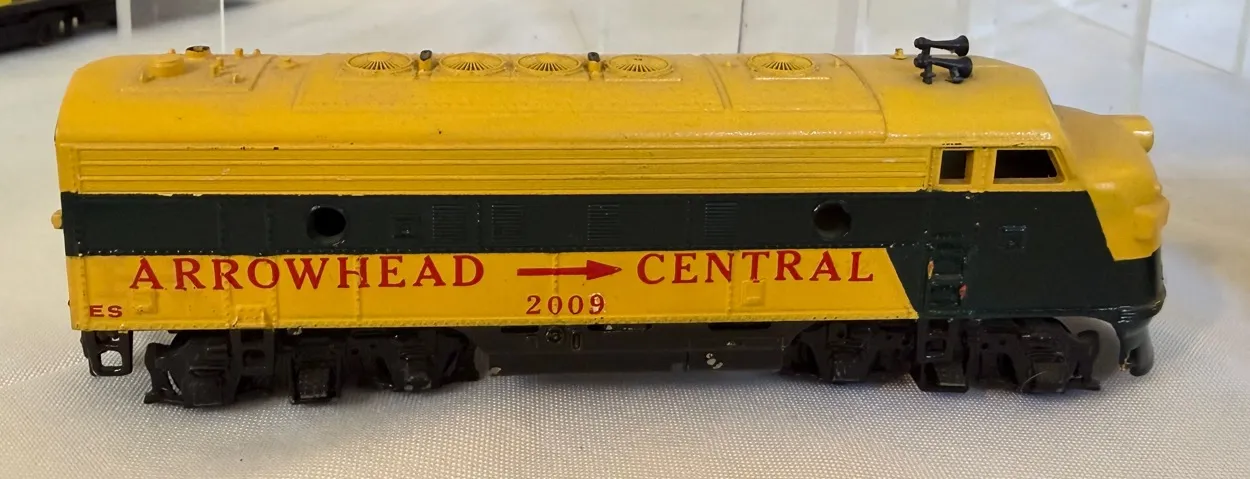 ARROWHEAD → CENTRAL
2009
ES